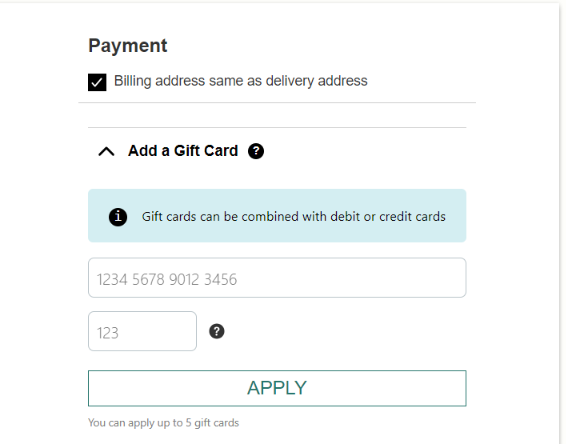 Payment
Billing address same as delivery address
Add a Gift Card ?
i Gift cards can be combined with debit or credit cards
1234 5678 9012 3456
123 ?
APPLY
You can apply up to 5 gift cards